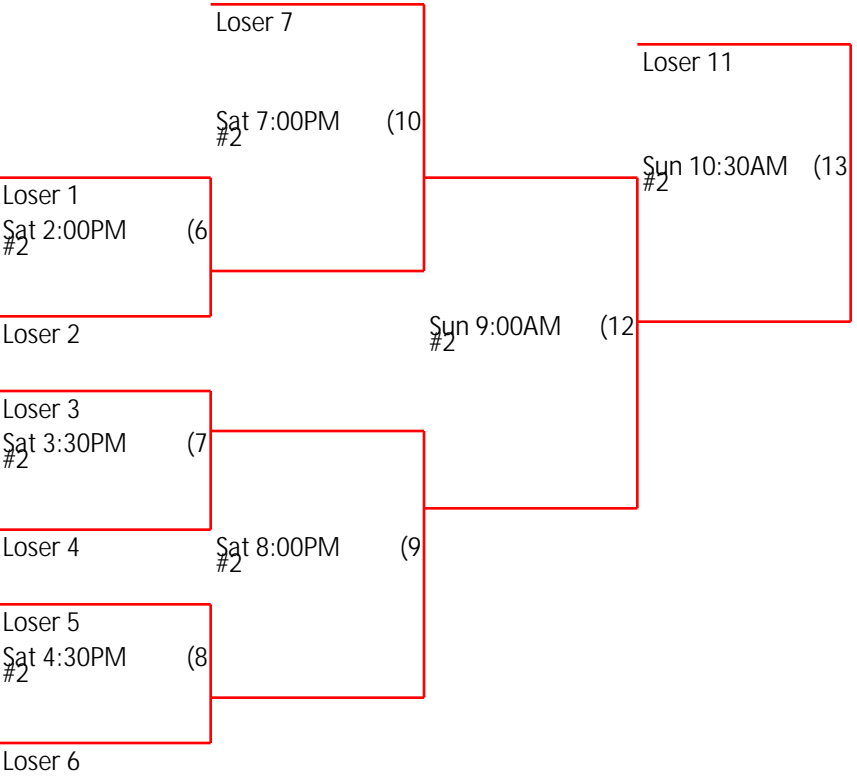 Loser 7
Loser 11
Sat 7:00PM (10
#2
Sun 10:30AM (13
#2
Loser 1
Sat 2:00PM (6
#2
Loser 2
Sun 9:00AM (12
#2
Loser 3
Sat 3:30PM (7
#2
Loser 4
Sat 8:00PM (9
#2
Loser 5
Sat 4:30PM (8
#2
Loser 6